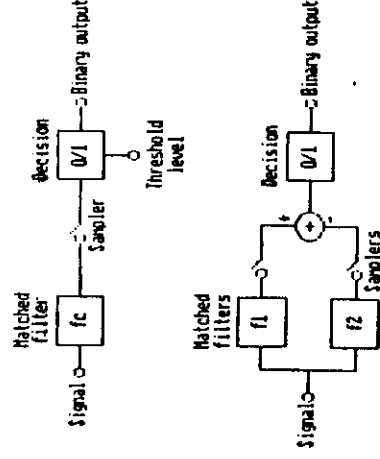 Matched
filter
Decision
Signal
fc
0/1
Binary output
Sampler
Threshold
level
Matched
filters
Decision
f1
+
0/1
Binary output
Signal
+
-
f2
Samplers